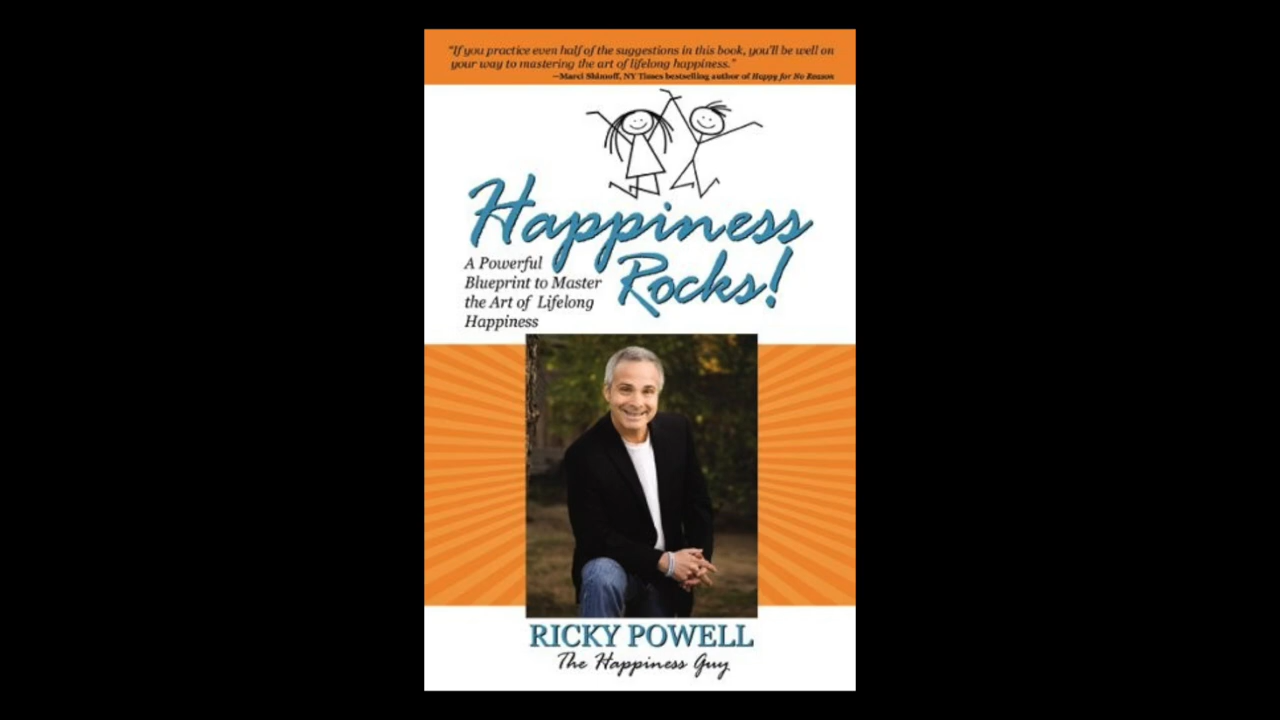 "If you practice even half of the suggestions in this book, you'll be well on
your way to mastering the art of lifelong happiness."
—Marci Shimoff, NY Times bestselling author of Happy for No Reason
Happiness
Rocks!
A Powerful
Blueprint to Master
the Art of Lifelong
Happiness
RICKY POWELL
The Happiness Guy